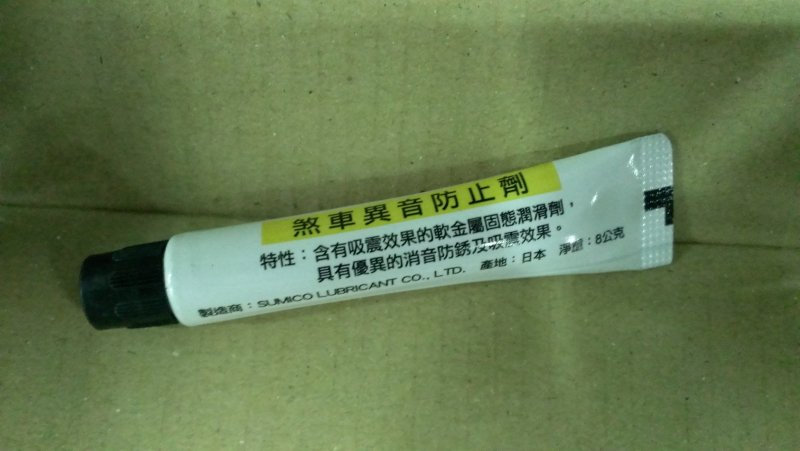 煞車異音防止劑
特性：含有吸震效果的軟金屬固態潤滑劑，
具有優異的消音防銹及吸震效果。
製造商：SUMICO LUBRICANT CO., LTD. 產地：日本 淨重：8公克